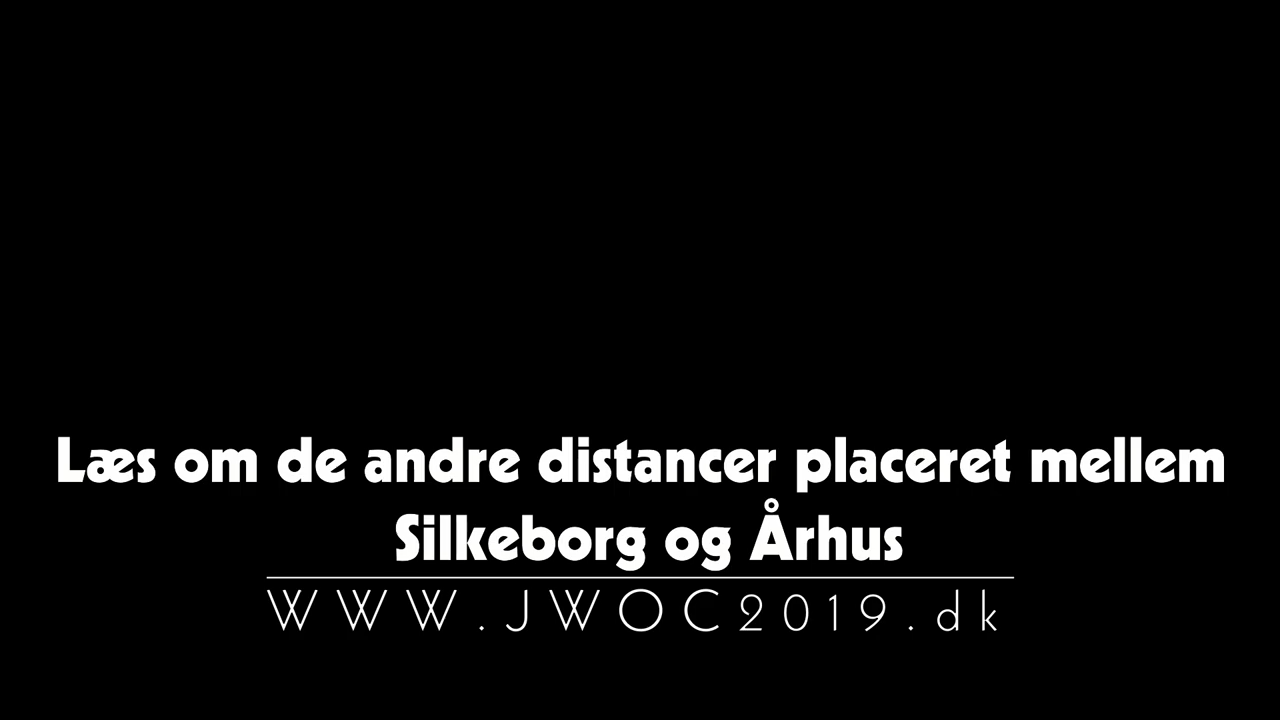 Læs om de andre distancer placeret mellem
Silkeborg og Århus
WWW.JWOC2019.dk